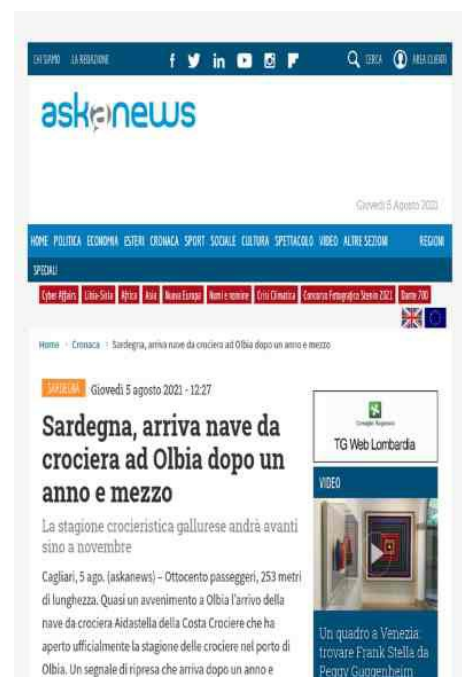 CHI SIAMO LA REDAZIONE
CERCA AREA CLIENTI
askanews
Giovedì 5 Agosto 2021
HOME POLITICA ECONOMIA ESTERI CRONACA SPORT SOCIALE CULTURA SPETTACOLO VIDEO ALTRE SEZIONI REGIONI
SPECIALI
Cyber Affairs Libia-Siria Africa Asia Nuova Europa Nomi e nomine Crisi Climatica Concorso Fotografico Stenin 2021 Dante 700
Home Cronaca Sardegna, arriva nave da crociera ad Olbia dopo un anno e mezzo
SARDEGNA Giovedì 5 agosto 2021 - 12:27
Sardegna, arriva nave da
crociera ad Olbia dopo un
anno e mezzo
La stagione crocieristica gallurese andrà avanti
sino a novembre
Cagliari, 5 ago. (askanews) – Ottocento passeggeri, 253 metri
di lunghezza. Quasi un avvenimento a Olbia l'arrivo della
nave da crociera Aidastella della Costa Crociere che ha
aperto ufficialmente la stagione delle crociere nel porto di
Olbia. Un segnale di ripresa che arriva dopo un anno e
Consiglio Regionale
TG Web Lombardia
VIDEO
Un quadro a Venezia:
trovare Frank Stella da
Peggy Guggenheim